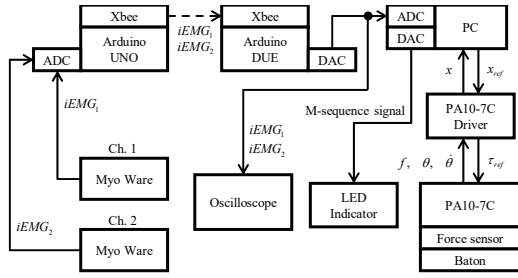 Xbee
Arduino
UNO
ADC
iEMG₁
iEMG₂
Xbee
Arduino
DUE
DAC
ADC
DAC
PC
iEMG₁
Ch. 1
Myo Ware
iEMG₂
Ch. 2
Myo Ware
iEMG₁
iEMG₂
Oscilloscope
M-sequence signal
LED
Indicator
x
x_ref
PA10-7C
Driver
f, θ, θ̇
τ_ref
PA10-7C
Force sensor
Baton